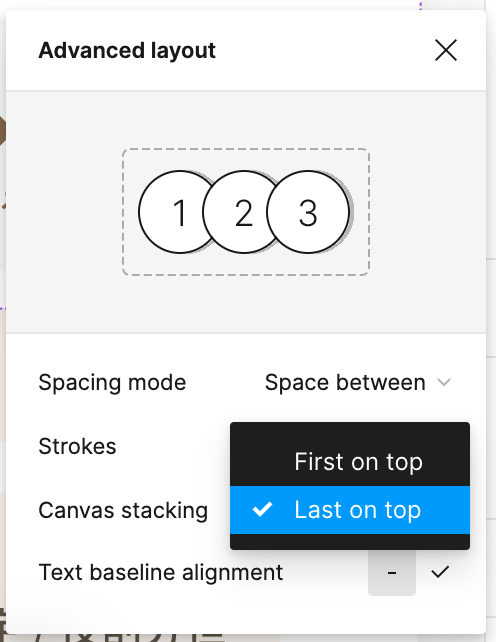 Advanced layout
1 2 3
Spacing mode Space between
Strokes
First on top
Canvas stacking Last on top
Text baseline alignment -